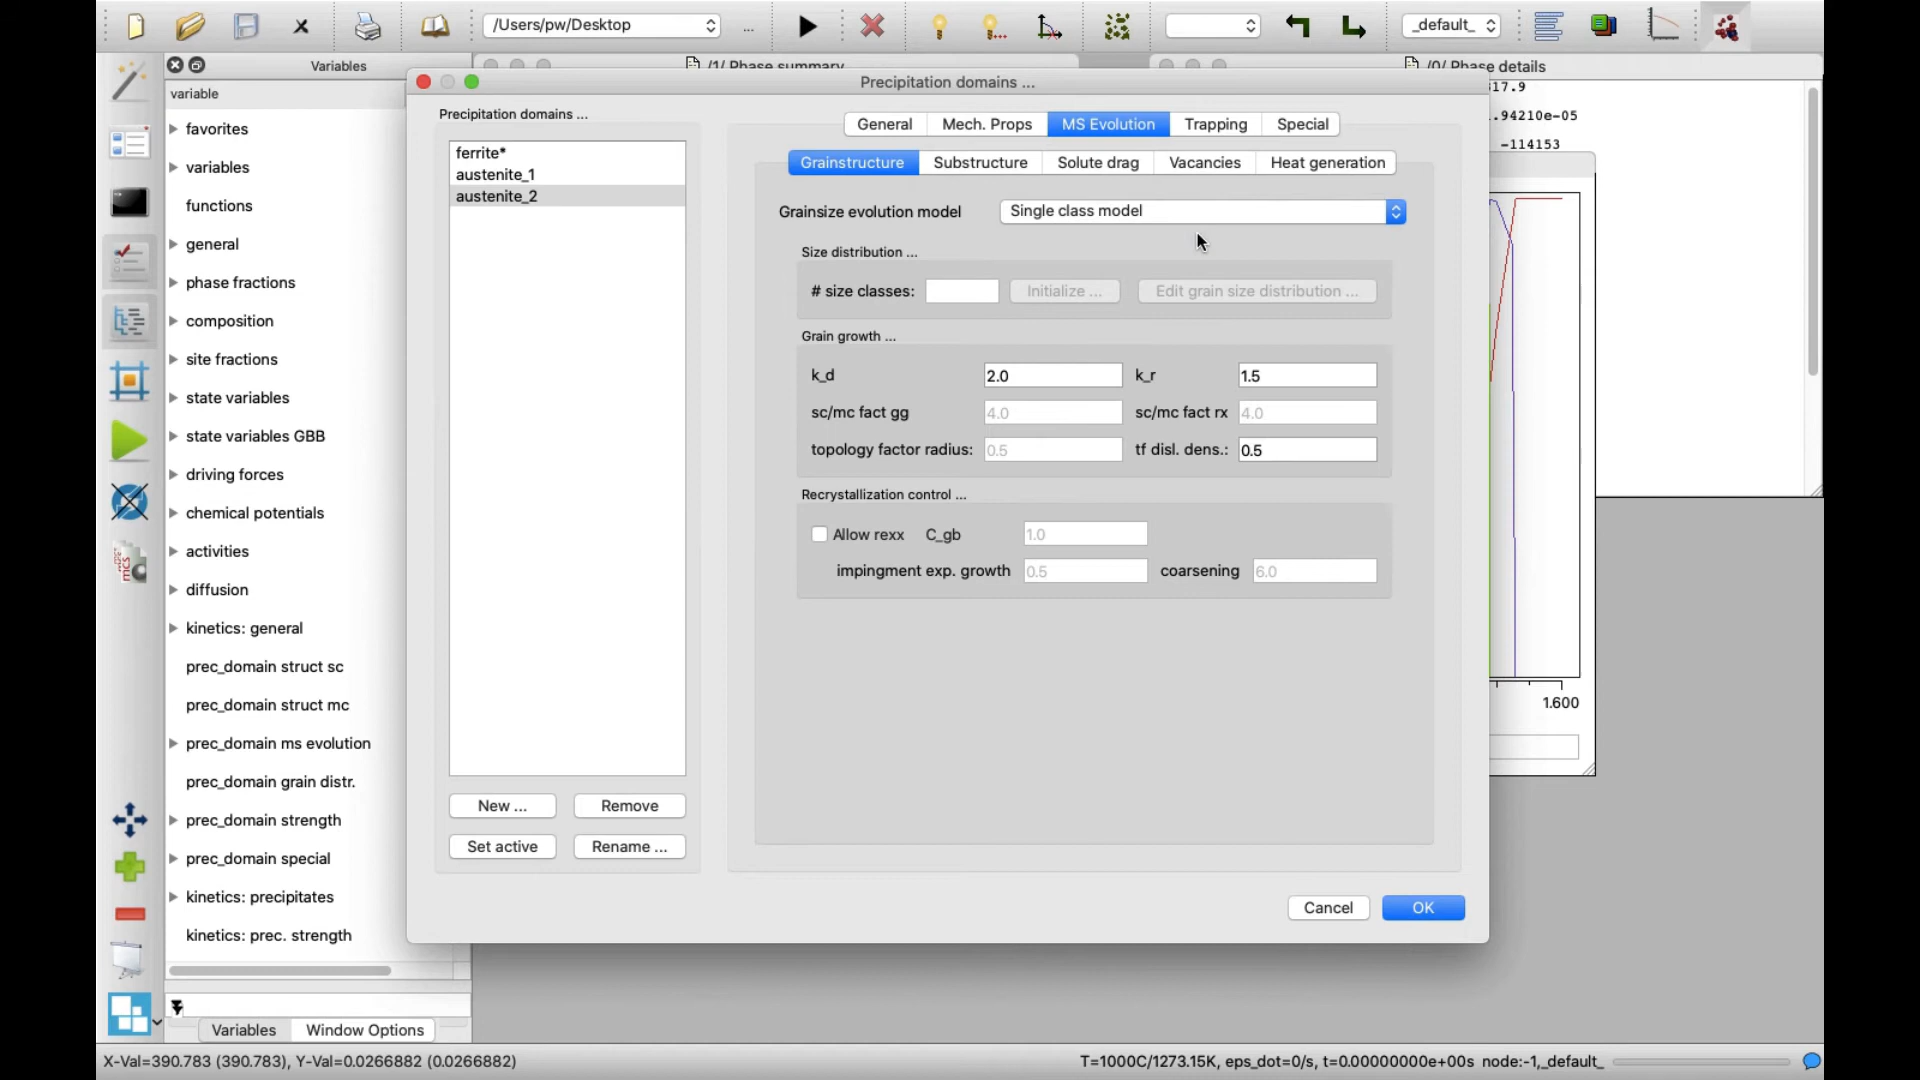 /Users/pw/Desktop
...
_default_
Variables
/1/ Phase summary
/0/ Phase details
variable
favorites
variables
functions
general
phase fractions
composition
site fractions
state variables
state variables GBB
driving forces
chemical potentials
activities
diffusion
kinetics: general
prec_domain struct sc
prec_domain struct mc
prec_domain ms evolution
prec_domain grain distr.
prec_domain strength
prec_domain special
kinetics: precipitates
kinetics: prec. strength
Variables
Window Options
Precipitation domains ...
Precipitation domains ...
ferrite*
austenite_1
austenite_2
New ...
Remove
Set active
Rename ...
General
Mech. Props
MS Evolution
Trapping
Special
Grainstructure
Substructure
Solute drag
Vacancies
Heat generation
Grainsize evolution model
Single class model
Size distribution ...
# size classes:
Initialize ...
Edit grain size distribution ...
Grain growth ...
k_d
2.0
k_r
1.5
sc/mc fact gg
4.0
sc/mc fact rx
4.0
topology factor radius:
0.5
tf disl. dens.:
0.5
Recrystallization control ...
Allow rexx
C_gb
1.0
impingment exp. growth
0.5
coarsening
6.0
Cancel
OK
.94210e-05
-114153
1.600
X-Val=390.783 (390.783), Y-Val=0.0266882 (0.0266882)
T=1000C/1273.15K, eps_dot=0/s, t=0.00000000e+00s node:-1,_default_